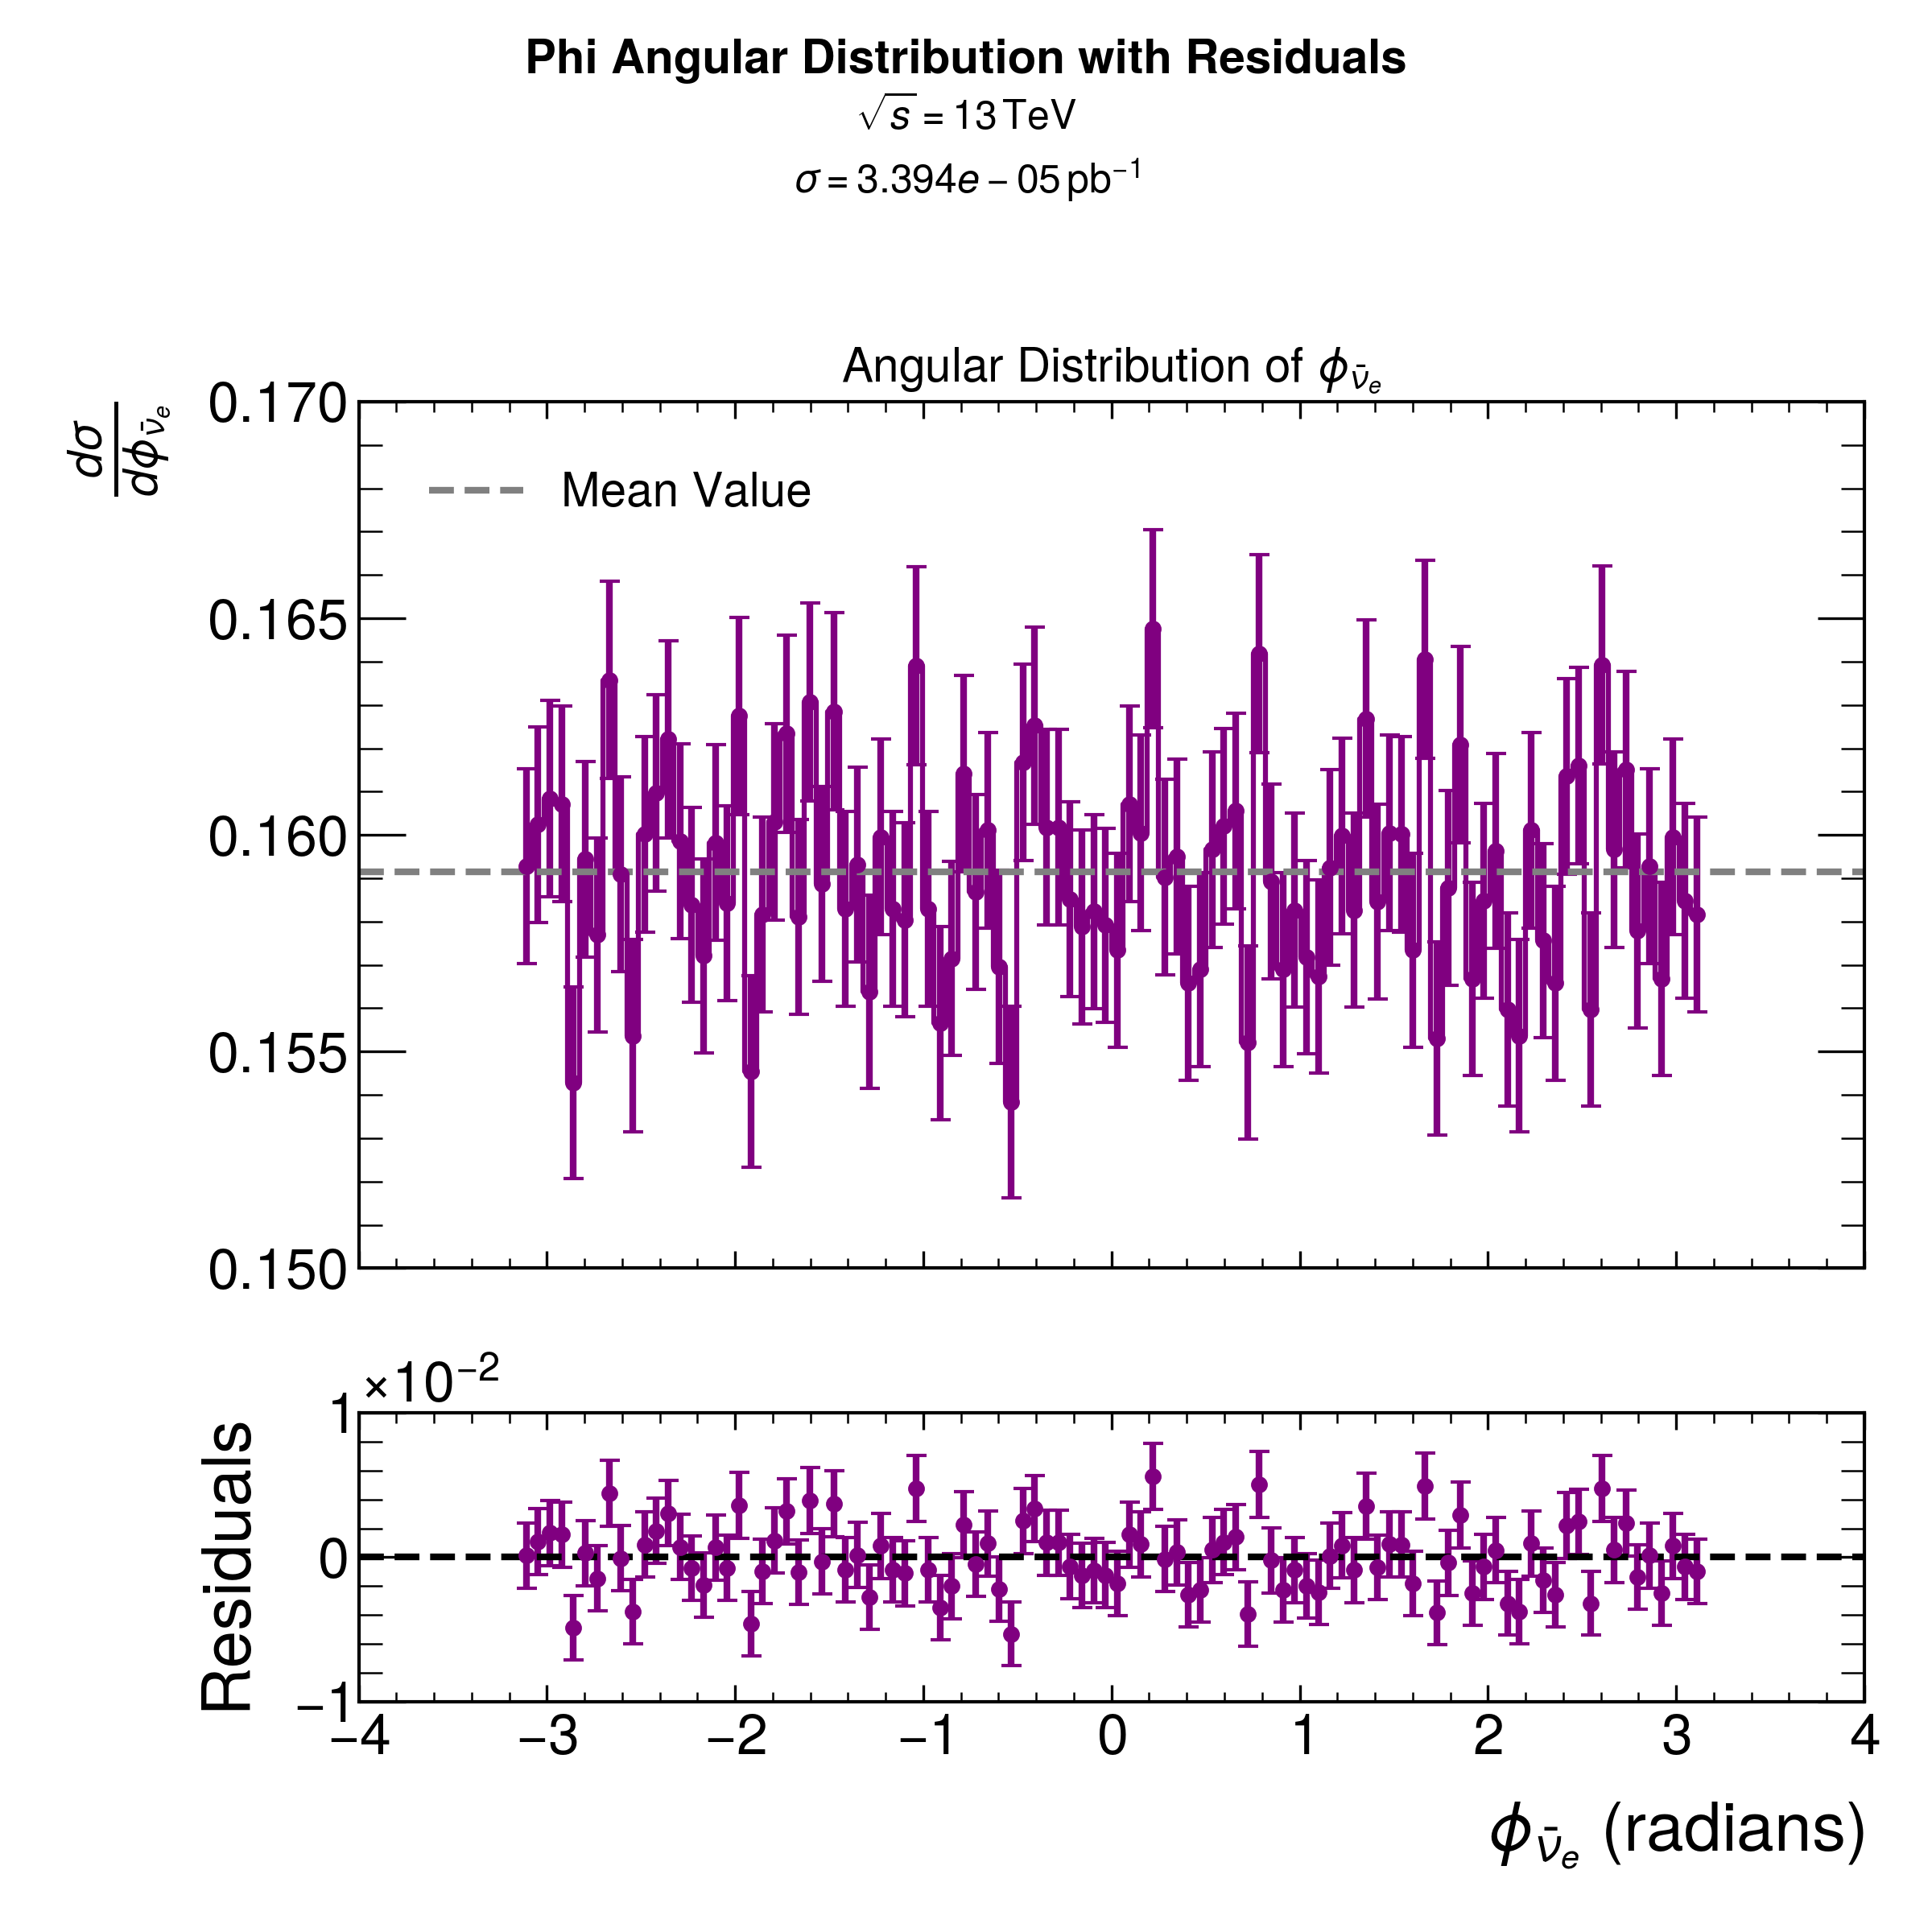 Phi Angular Distribution with Residuals
√s = 13 TeV
σ = 3.394e − 05 pb⁻¹
Angular Distribution of ϕ_ν̄ₑ
dσ
dϕ_ν̄ₑ
0.170
Mean Value
0.165
0.160
0.155
0.150
×10⁻²
1
0
−1
Residuals
−4 −3 −2 −1 0 1 2 3 4
ϕ_ν̄ₑ (radians)